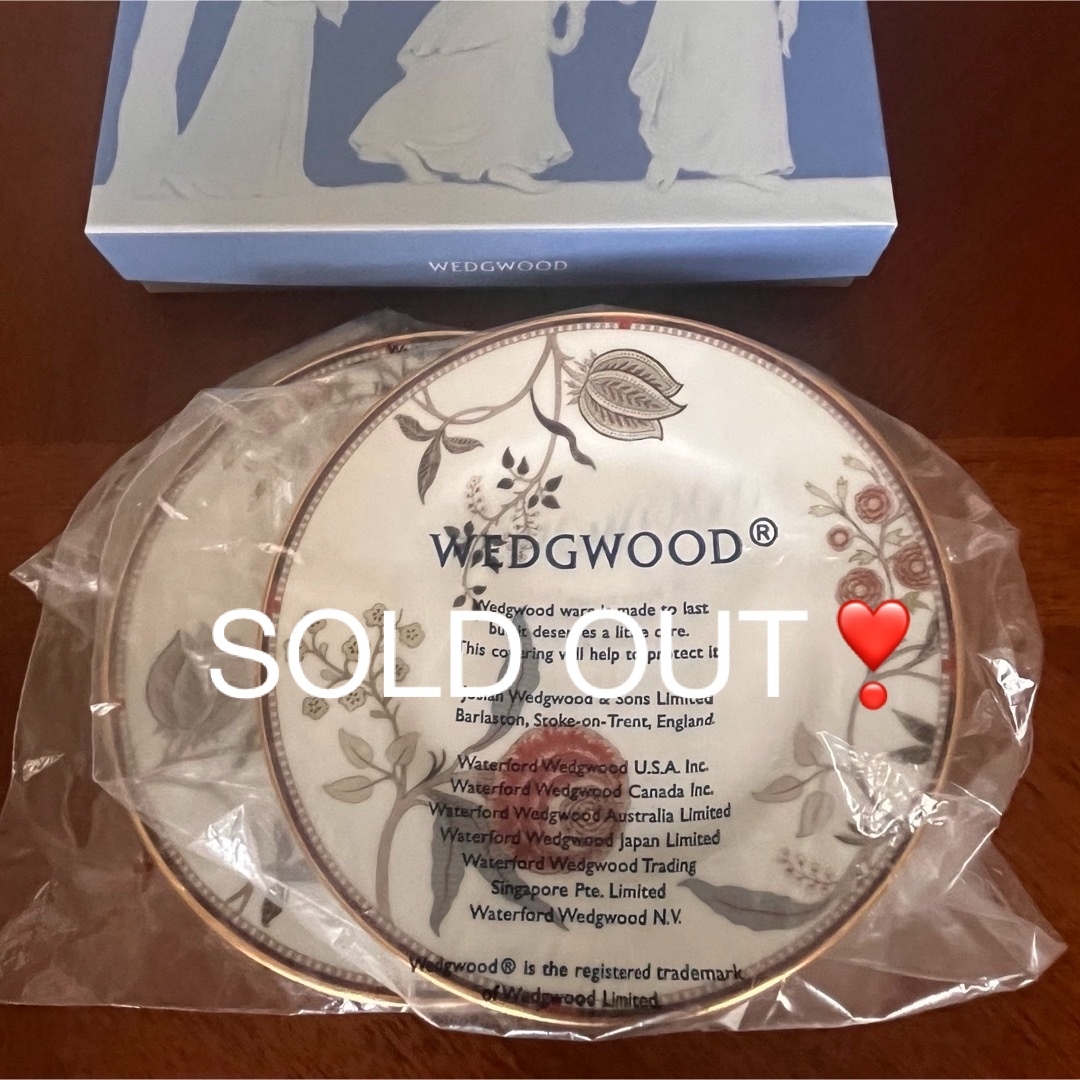 WEDGWOOD
WEDGWOOD®
Wedgwood ware is made to last
but it deserves a little care.
This covering will help to protect it
SOLD OUT ❣️
Josiah Wedgwood & Sons Limited
Barlaston, Stoke-on-Trent, England
Waterford Wedgwood U.S.A. Inc.
Waterford Wedgwood Canada Inc.
Waterford Wedgwood Australia Limited
Waterford Wedgwood Japan Limited
Waterford Wedgwood Trading
Singapore Pte. Limited
Waterford Wedgwood N.V.
Wedgwood® is the registered trademark
of Wedgwood Limited.